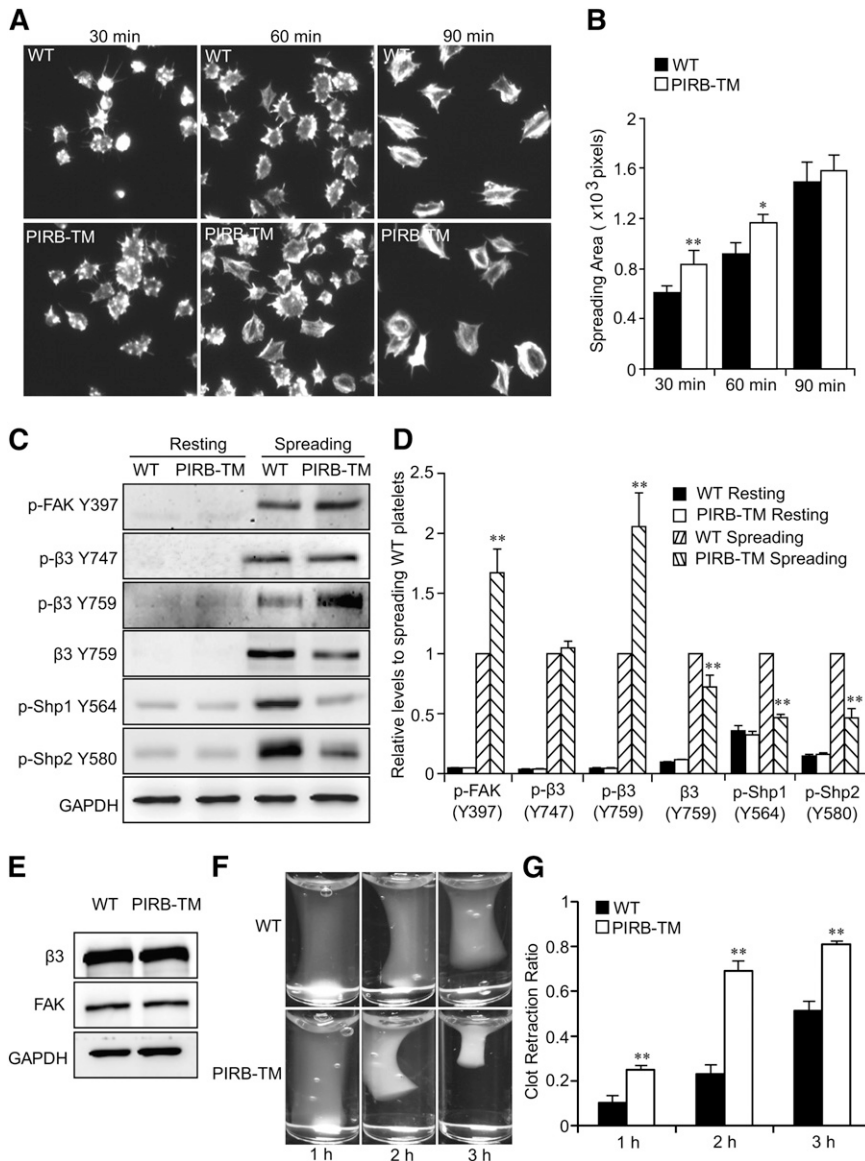 A
30 min
60 min
90 min
WT
WT
WT
PIRB-TM
PIRB-TM
PIRB-TM
B
WT
PIRB-TM
Spreading Area ( x10³ pixels)
1.6
1.2
0.8
0.4
0
**
*
30 min
60 min
90 min
C
Resting
Spreading
WT
PIRB-TM
WT
PIRB-TM
p-FAK Y397
p-β3 Y747
p-β3 Y759
β3 Y759
p-Shp1 Y564
p-Shp2 Y580
GAPDH
D
Relative levels to spreading WT platelets
2.5
2
1.5
1
0.5
0
WT Resting
PIRB-TM Resting
WT Spreading
PIRB-TM Spreading
**
**
**
**
**
p-FAK (Y397)
p-β3 (Y747)
p-β3 (Y759)
β3 (Y759)
p-Shp1 (Y564)
p-Shp2 (Y580)
E
WT
PIRB-TM
β3
FAK
GAPDH
F
WT
PIRB-TM
1 h
2 h
3 h
G
WT
PIRB-TM
Clot Retraction Ratio
1
0.8
0.6
0.4
0.2
0
**
**
**
1 h
2 h
3 h